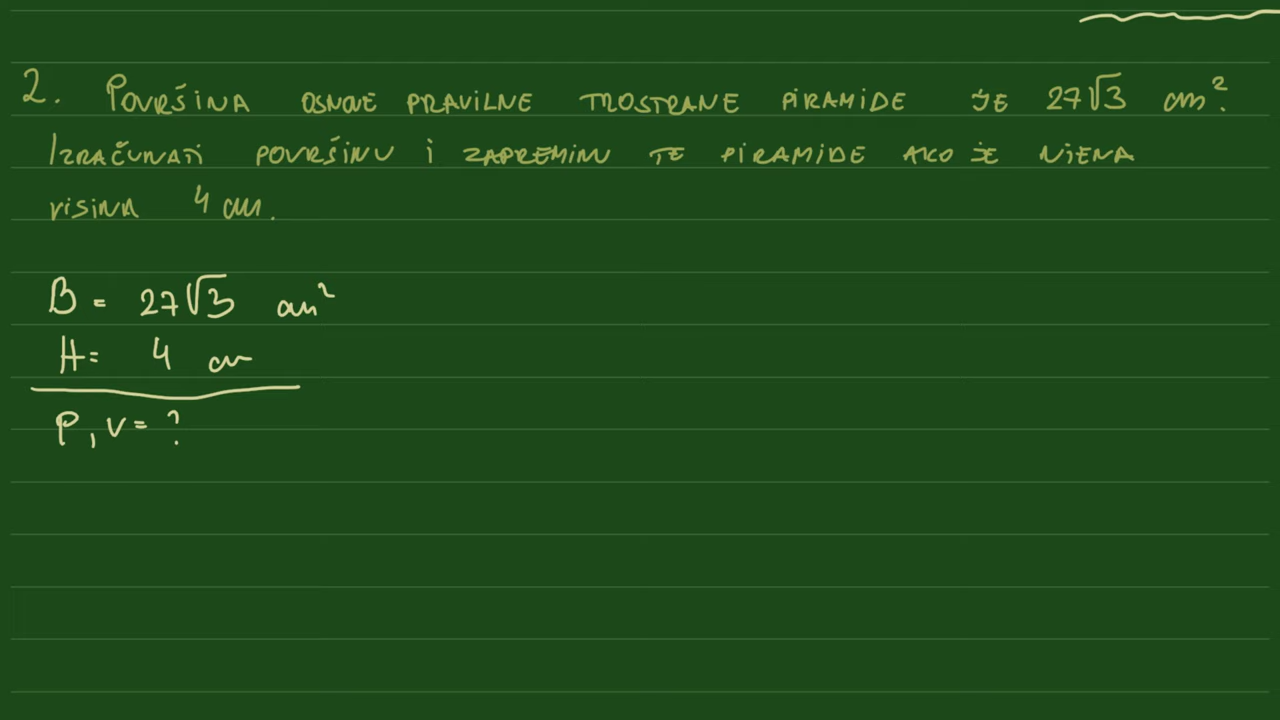 2. POVRŠINA OSNOVE PRAVILNE TROSTRANE PIRAMIDE JE 27√3 cm².
IZRAČUNATI POVRŠINU I ZAPREMINU TE PIRAMIDE AKO JE NJENA
VISINA 4 cm.
B = 27√3 cm²
H = 4 cm
P, V = ?